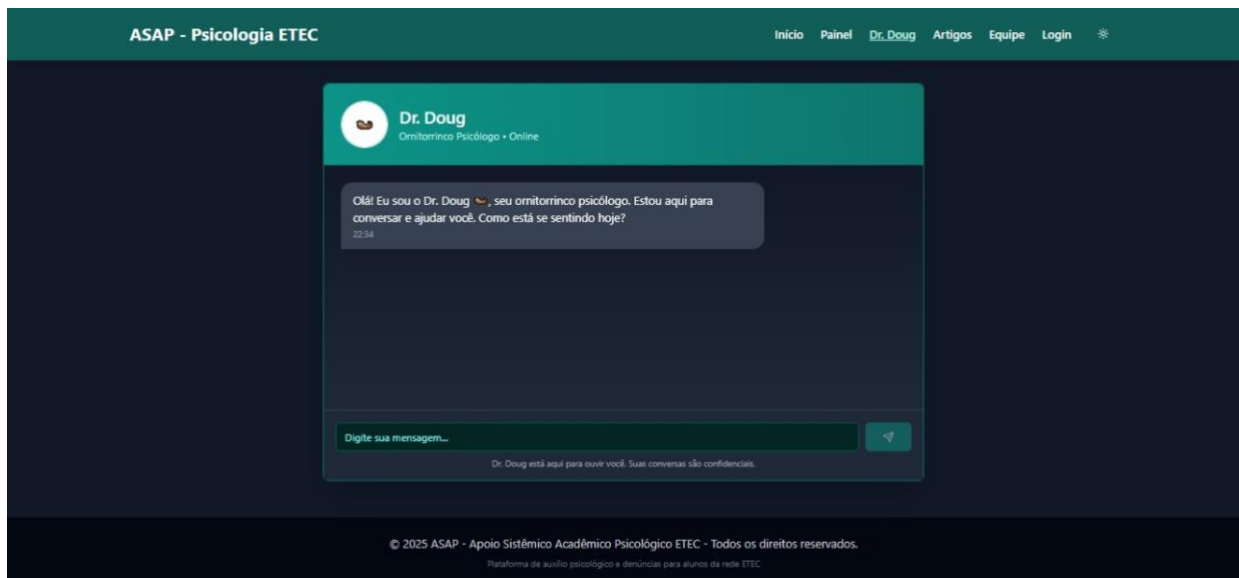 ASAP - Psicologia ETEC
Início Painel Dr. Doug Artigos Equipe Login
Dr. Doug
Ornitorrinco Psicólogo • Online
Olá! Eu sou o Dr. Doug , seu ornitorrinco psicólogo. Estou aqui para
conversar e ajudar você. Como está se sentindo hoje?
22:34
Digite sua mensagem...
Dr. Doug está aqui para ouvir você. Suas conversas são confidenciais.
© 2025 ASAP - Apoio Sistêmico Acadêmico Psicológico ETEC - Todos os direitos reservados.
Plataforma de auxílio psicológico e denúncias para alunos da rede ETEC